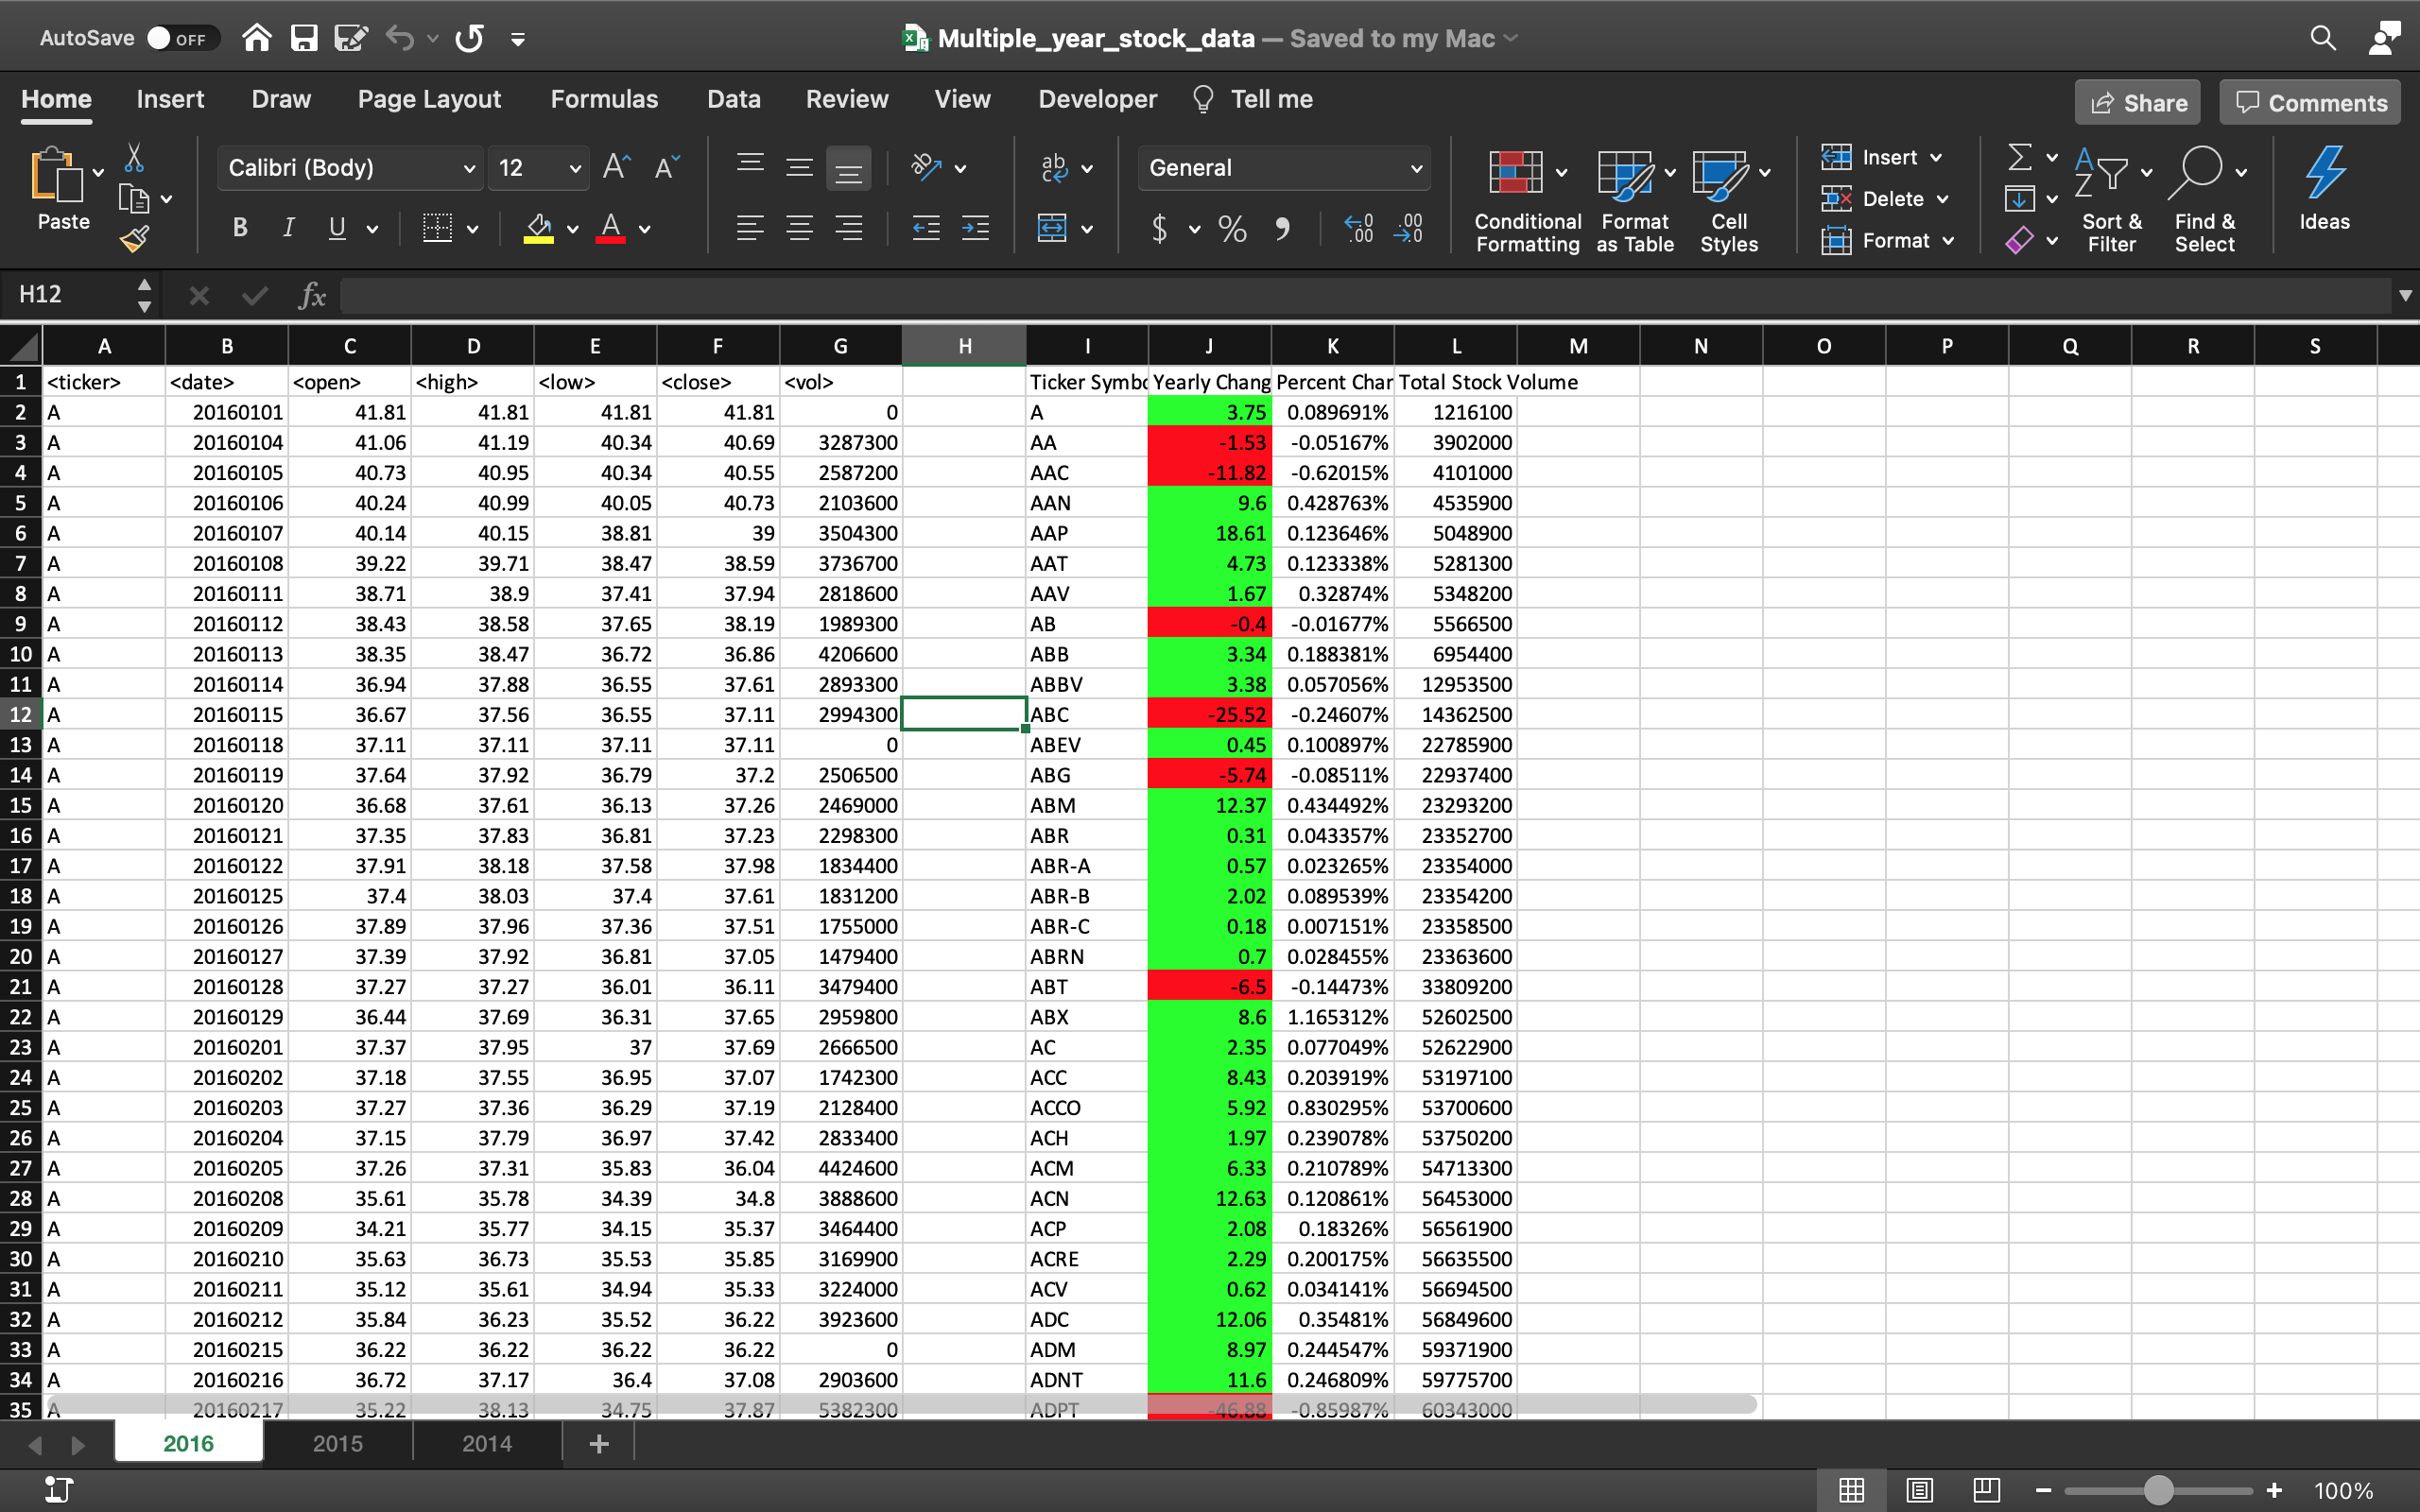 AutoSave OFF Multiple_year_stock_data — Saved to my Mac
Home Insert Draw Page Layout Formulas Data Review View Developer Tell me Share Comments
Paste Calibri (Body) 12 A A ab c General Conditional Formatting Format as Table Cell Styles Insert Delete Format Sort & Filter Find & Select Ideas
B I U A $ % , .00 .0
H12 fx
A B C D E F G H I J K L M N O P Q R S
1 <ticker> <date> <open> <high> <low> <close> <vol> Ticker Symbo Yearly Chang Percent Char Total Stock Volume
2 A 20160101 41.81 41.81 41.81 41.81 0 A 3.75 0.089691% 1216100
3 A 20160104 41.06 41.19 40.34 40.69 3287300 AA -1.53 -0.05167% 3902000
4 A 20160105 40.73 40.95 40.34 40.55 2587200 AAC -11.82 -0.62015% 4101000
5 A 20160106 40.24 40.99 40.05 40.73 2103600 AAN 9.6 0.428763% 4535900
6 A 20160107 40.14 40.15 38.81 39 3504300 AAP 18.61 0.123646% 5048900
7 A 20160108 39.22 39.71 38.47 38.59 3736700 AAT 4.73 0.123338% 5281300
8 A 20160111 38.71 38.9 37.41 37.94 2818600 AAV 1.67 0.32874% 5348200
9 A 20160112 38.43 38.58 37.65 38.19 1989300 AB -0.4 -0.01677% 5566500
10 A 20160113 38.35 38.47 36.72 36.86 4206600 ABB 3.34 0.188381% 6954400
11 A 20160114 36.94 37.88 36.55 37.61 2893300 ABBV 3.38 0.057056% 12953500
12 A 20160115 36.67 37.56 36.55 37.11 2994300 ABC -25.52 -0.24607% 14362500
13 A 20160118 37.11 37.11 37.11 37.11 0 ABEV 0.45 0.100897% 22785900
14 A 20160119 37.64 37.92 36.79 37.2 2506500 ABG -5.74 -0.08511% 22937400
15 A 20160120 36.68 37.61 36.13 37.26 2469000 ABM 12.37 0.434492% 23293200
16 A 20160121 37.35 37.83 36.81 37.23 2298300 ABR 0.31 0.043357% 23352700
17 A 20160122 37.91 38.18 37.58 37.98 1834400 ABR-A 0.57 0.023265% 23354000
18 A 20160125 37.4 38.03 37.4 37.61 1831200 ABR-B 2.02 0.089539% 23354200
19 A 20160126 37.89 37.96 37.36 37.51 1755000 ABR-C 0.18 0.007151% 23358500
20 A 20160127 37.39 37.92 36.81 37.05 1479400 ABRN 0.7 0.028455% 23363600
21 A 20160128 37.27 37.27 36.01 36.11 3479400 ABT -6.5 -0.14473% 33809200
22 A 20160129 36.44 37.69 36.31 37.65 2959800 ABX 8.6 1.165312% 52602500
23 A 20160201 37.37 37.95 37 37.69 2666500 AC 2.35 0.077049% 52622900
24 A 20160202 37.18 37.55 36.95 37.07 1742300 ACC 8.43 0.203919% 53197100
25 A 20160203 37.27 37.36 36.29 37.19 2128400 ACCO 5.92 0.830295% 53700600
26 A 20160204 37.15 37.79 36.97 37.42 2833400 ACH 1.97 0.239078% 53750200
27 A 20160205 37.26 37.31 35.83 36.04 4424600 ACM 6.33 0.210789% 54713300
28 A 20160208 35.61 35.78 34.39 34.8 3888600 ACN 12.63 0.120861% 56453000
29 A 20160209 34.21 35.77 34.15 35.37 3464400 ACP 2.08 0.18326% 56561900
30 A 20160210 35.63 36.73 35.53 35.85 3169900 ACRE 2.29 0.200175% 56635500
31 A 20160211 35.12 35.61 34.94 35.33 3224000 ACV 0.62 0.034141% 56694500
32 A 20160212 35.84 36.23 35.52 36.22 3923600 ADC 12.06 0.35481% 56849600
33 A 20160215 36.22 36.22 36.22 36.22 0 ADM 8.97 0.244547% 59371900
34 A 20160216 36.72 37.17 36.4 37.08 2903600 ADNT 11.6 0.246809% 59775700
35 A 20160217 35.22 38.13 34.75 37.87 5382300 ADPT -46.88 -0.85987% 60343000
2016 2015 2014
100%